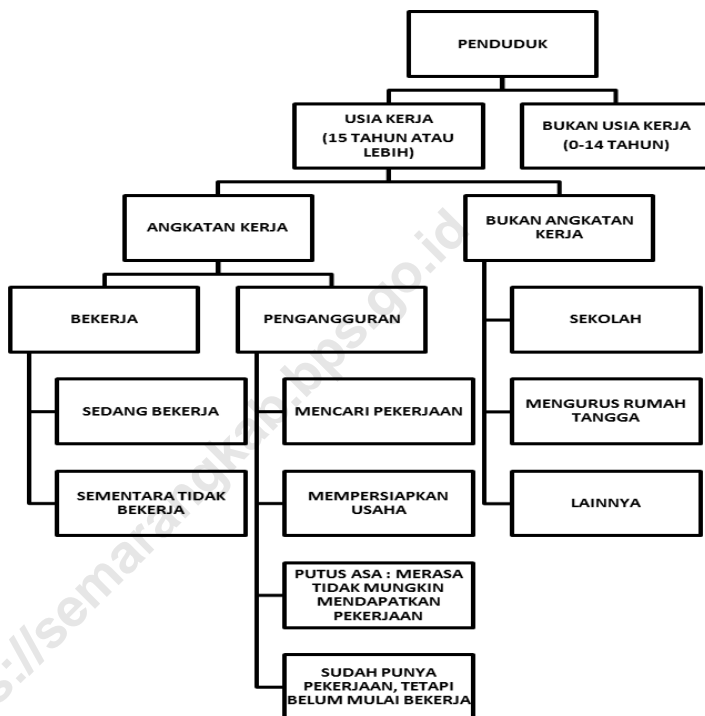 PENDUDUK
USIA KERJA
(15 TAHUN ATAU
LEBIH)
BUKAN USIA KERJA
(0-14 TAHUN)
ANGKATAN KERJA
BUKAN ANGKATAN
KERJA
BEKERJA
PENGANGGURAN
SEKOLAH
SEDANG BEKERJA
MENCARI PEKERJAAN
MENGURUS RUMAH
TANGGA
SEMENTARA TIDAK
BEKERJA
MEMPERSIAPKAN
USAHA
LAINNYA
PUTUS ASA : MERASA
TIDAK MUNGKIN
MENDAPATKAN
PEKERJAAN
SUDAH PUNYA
PEKERJAAN, TETAPI
BELUM MULAI BEKERJA
s://semarangkab.bps.go.id